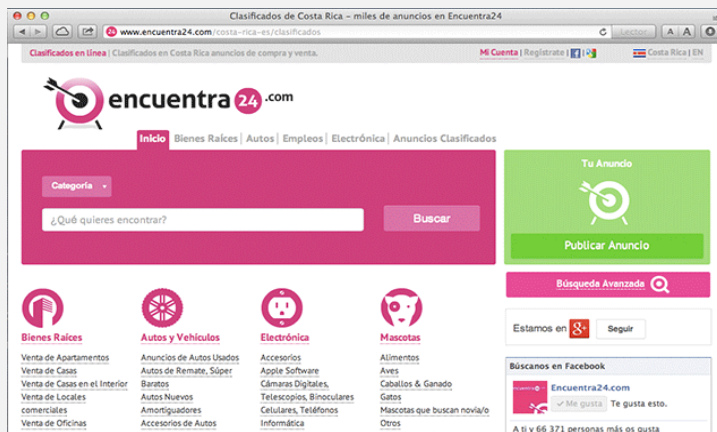 Clasificados de Costa Rica – miles de anuncios en Encuentra24
www.encuentra24.com/costa-rica-es/clasificados
Lector
A A
Clasificados en línea | Clasificados en Costa Rica anuncios de compra y venta.
Mi Cuenta | Regístrate |
Costa Rica | EN
encuentra 24 .com
Inicio Bienes Raíces | Autos | Empleos | Electrónica | Anuncios Clasificados
Categoría
¿Qué quieres encontrar?
Buscar
Tu Anuncio
Publicar Anuncio
Búsqueda Avanzada
Estamos en g+ Seguir
Búscanos en Facebook
Encuentra24.com
Me gusta Te gusta esto.
A ti y 66 371 personas más os gusta
Bienes Raíces
Venta de Apartamentos
Venta de Casas
Venta de Casas en el Interior
Venta de Locales
comerciales
Venta de Oficinas
Autos y Vehículos
Anuncios de Autos Usados
Autos de Remate, Súper
Baratos
Autos Nuevos
Amortiguadores
Accesorios de Autos
Electrónica
Accesorios
Apple Software
Cámaras Digitales,
Telescopios, Binoculares
Celulares, Teléfonos
Informática
Mascotas
Alimentos
Aves
Caballos & Ganado
Gatos
Mascotas que buscan novia/o
Otros